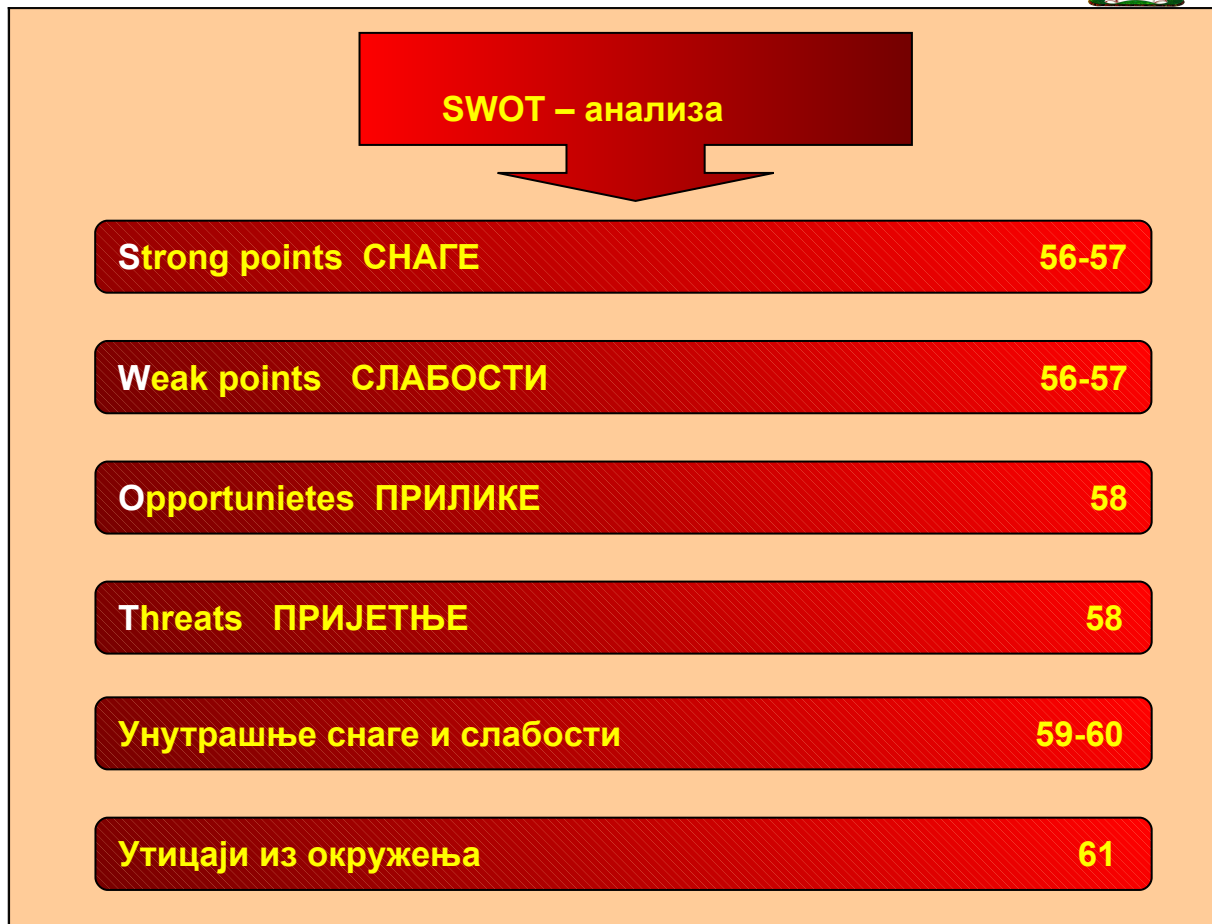 SWOT – анализа
Strong points СНАГЕ 56-57
Weak points СЛАБОСТИ 56-57
Opportunietes ПРИЛИКЕ 58
Threats ПРИЈЕТЊЕ 58
Унутрашње снаге и слабости 59-60
Утицаји из окружења 61